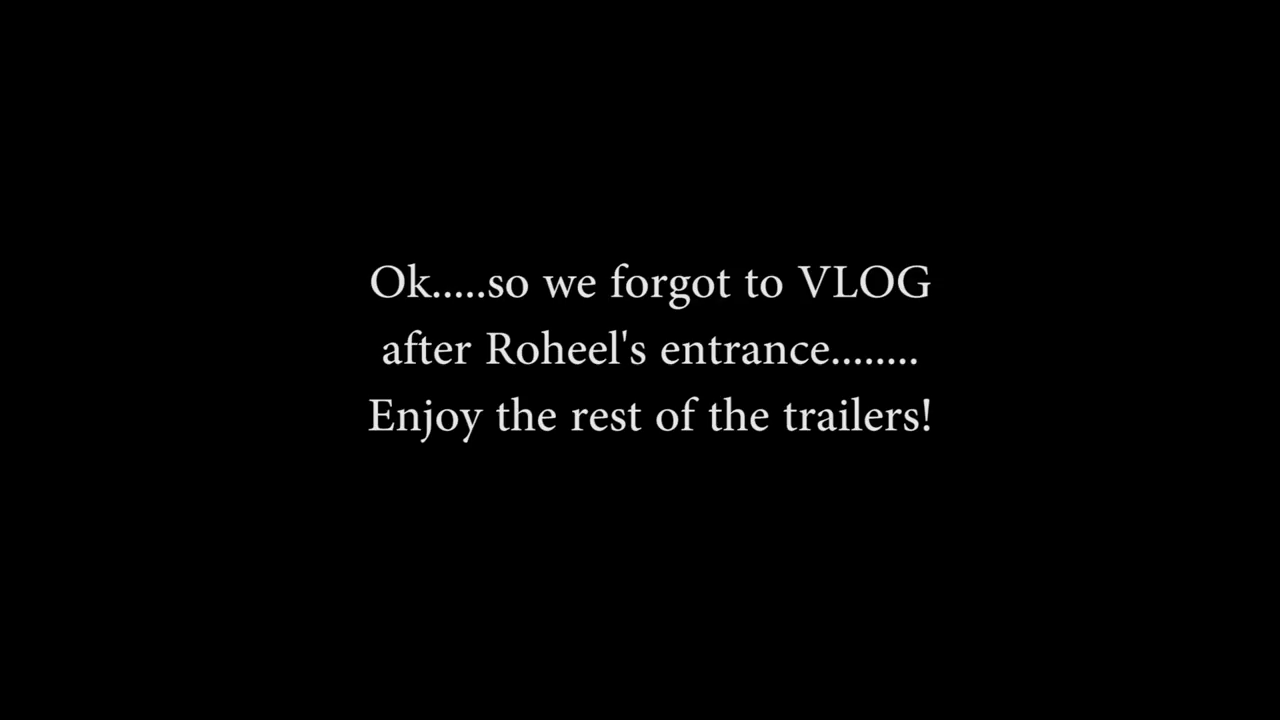 Ok.....so we forgot to VLOG
after Roheel's entrance........
Enjoy the rest of the trailers!